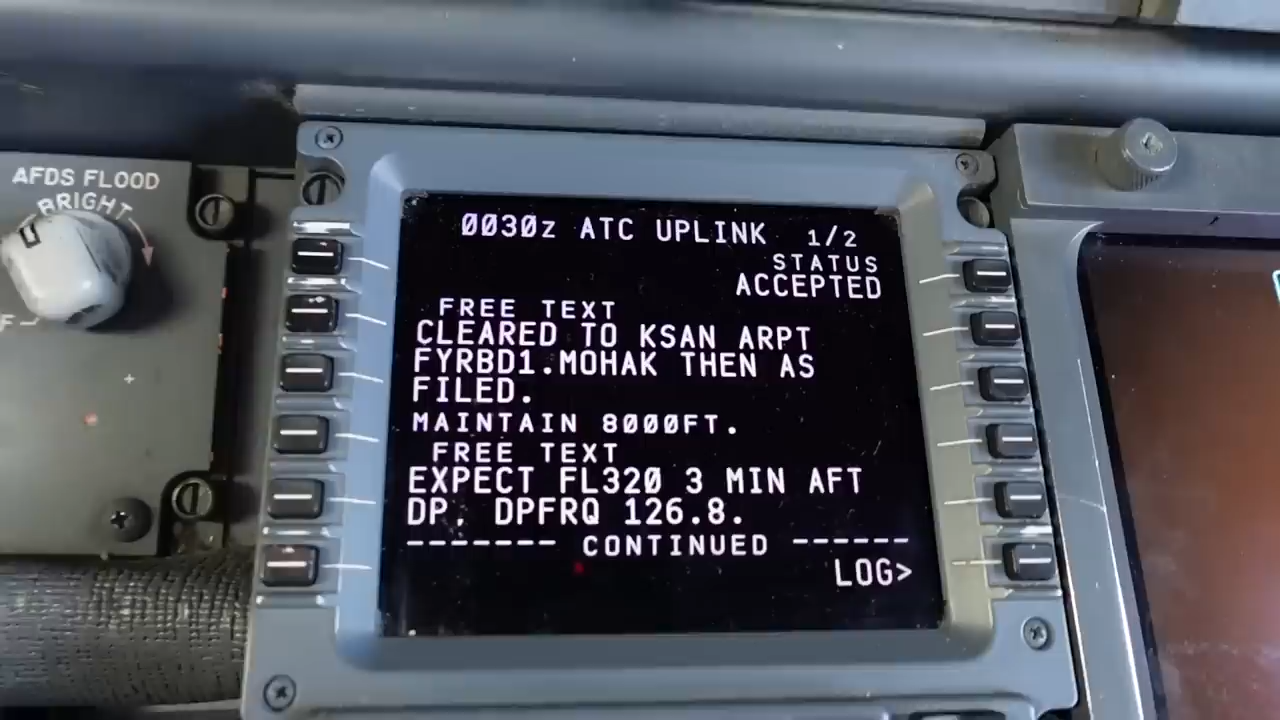 AFDS FLOOD
BRIGHT
F
0030z ATC UPLINK 1/2
STATUS
ACCEPTED
FREE TEXT
CLEARED TO KSAN ARPT
FYRBD1.MOHAK THEN AS
FILED.
MAINTAIN 8000FT.
FREE TEXT
EXPECT FL320 3 MIN AFT
DP, DPFRQ 126.8.
------- CONTINUED ------
LOG>